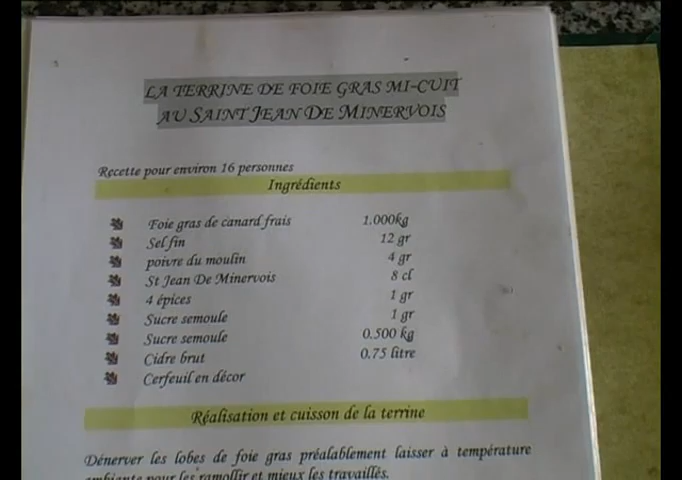 LA TERRINE DE FOIE GRAS MI-CUIT
AU SAINT JEAN DE MINERVOIS
Recette pour environ 16 personnes
Ingrédients
Foie gras de canard frais 1.000kg
Sel fin 12 gr
poivre du moulin 4 gr
St Jean De Minervois 8 cl
4 épices 1 gr
Sucre semoule 1 gr
Sucre semoule 0.500 kg
Cidre brut 0.75 litre
Cerfeuil en décor
Réalisation et cuisson de la terrine
Dénerver les lobes de foie gras préalablement laisser à température
ambiante pour les ramollir et mieux les travaillés.